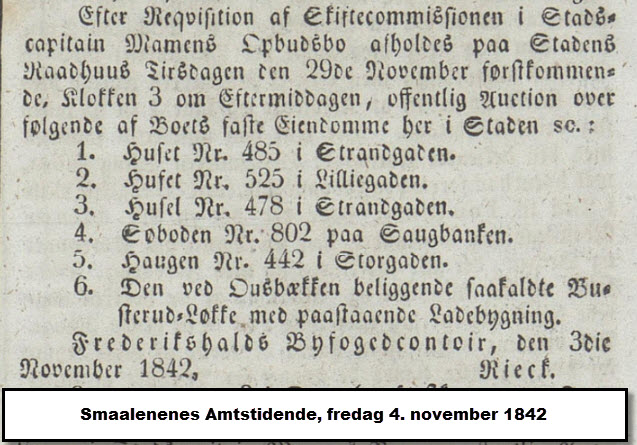 Efter Reqvisition af Skiftecommissionen i Stads-
capitain Mamens Opbudsbo afholdes paa Stadens
Raadhuus Tirsdagen den 29de November førstkommen-
de, Klokken 3 om Eftermiddagen, offentlig Auction over
følgende af Boets faste Eiendomme her i Staden sc.:
1. Huset Nr. 485 i Strandgaden.
2. Huset Nr. 525 i Lilliegaden.
3. Huset Nr. 478 i Strandgaden.
4. Søboden Nr. 802 paa Saugbanken.
5. Haugen Nr. 442 i Storgaden.
6. Den ved Ousbækken beliggende saakaldte Bu-
sterud-Løkke med paastaaende Ladebygning.
Frederikshalds Byfogedcontoir, den 3die
November 1842,
Rieck.
Smaalenenes Amtstidende, fredag 4. november 1842